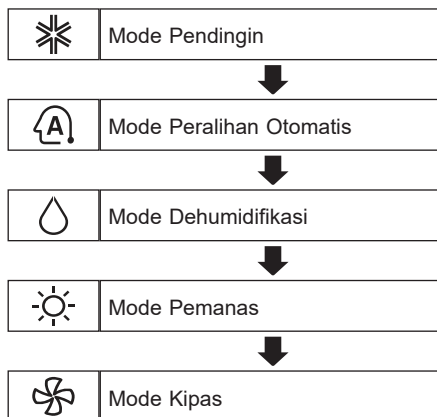 Mode Pendingin
A
Mode Peralihan Otomatis
Mode Dehumidifikasi
Mode Pemanas
Mode Kipas